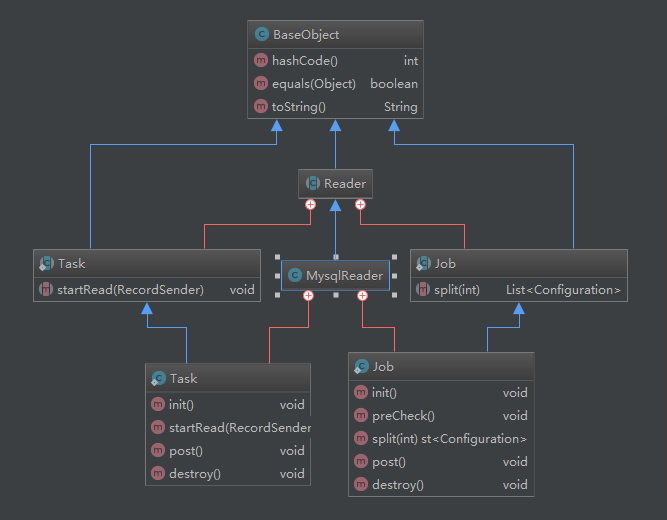 BaseObject
hashCode() int
equals(Object) boolean
toString() String
Reader
Task
startRead(RecordSender) void
MysqlReader
Job
split(int) List<Configuration>
Task
init() void
startRead(RecordSender
post() void
destroy() void
Job
init() void
preCheck() void
split(int) st<Configuration>
post() void
destroy() void